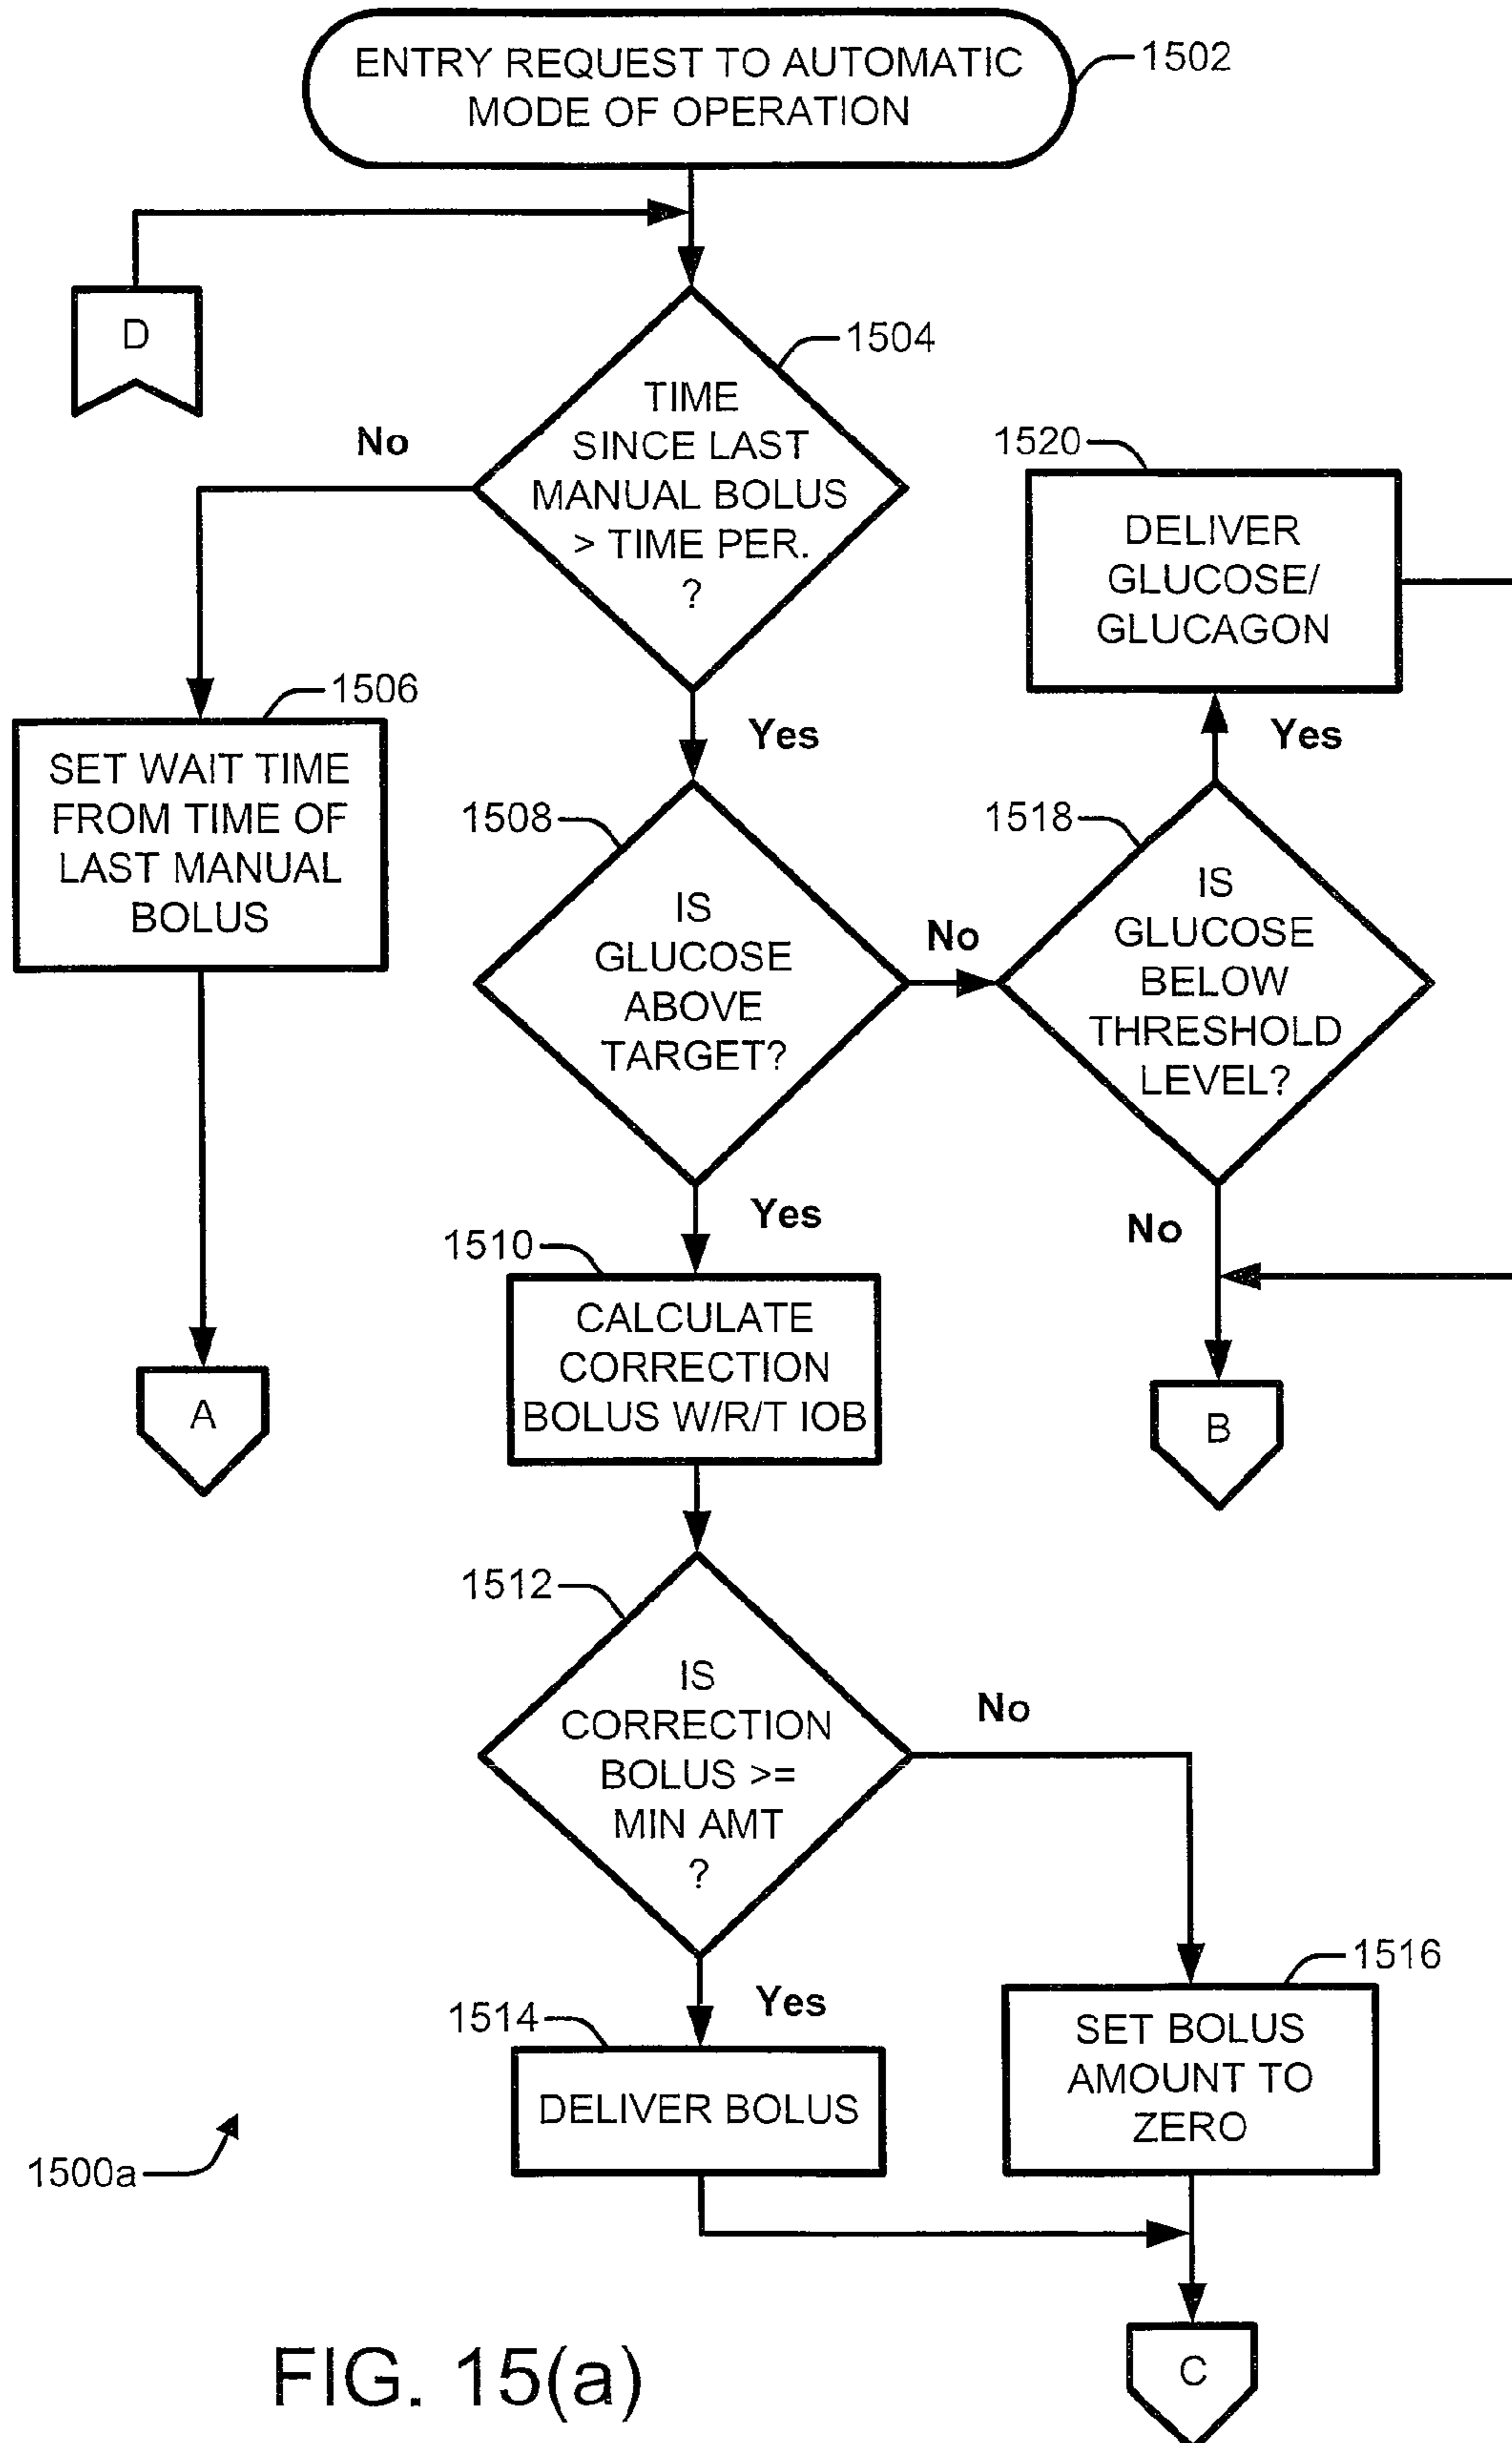 ENTRY REQUEST TO AUTOMATIC
MODE OF OPERATION
1502
D
1504
TIME
SINCE LAST
MANUAL BOLUS
> TIME PER.
?
No
Yes
1506
SET WAIT TIME
FROM TIME OF
LAST MANUAL
BOLUS
A
1508
IS
GLUCOSE
ABOVE
TARGET?
No
Yes
1520
DELIVER
GLUCOSE/
GLUCAGON
Yes
1518
IS
GLUCOSE
BELOW
THRESHOLD
LEVEL?
No
B
1510
CALCULATE
CORRECTION
BOLUS W/R/T IOB
1512
IS
CORRECTION
BOLUS >=
MIN AMT
?
No
Yes
1514
DELIVER BOLUS
1516
SET BOLUS
AMOUNT TO
ZERO
1500a
C
FIG. 15(a)